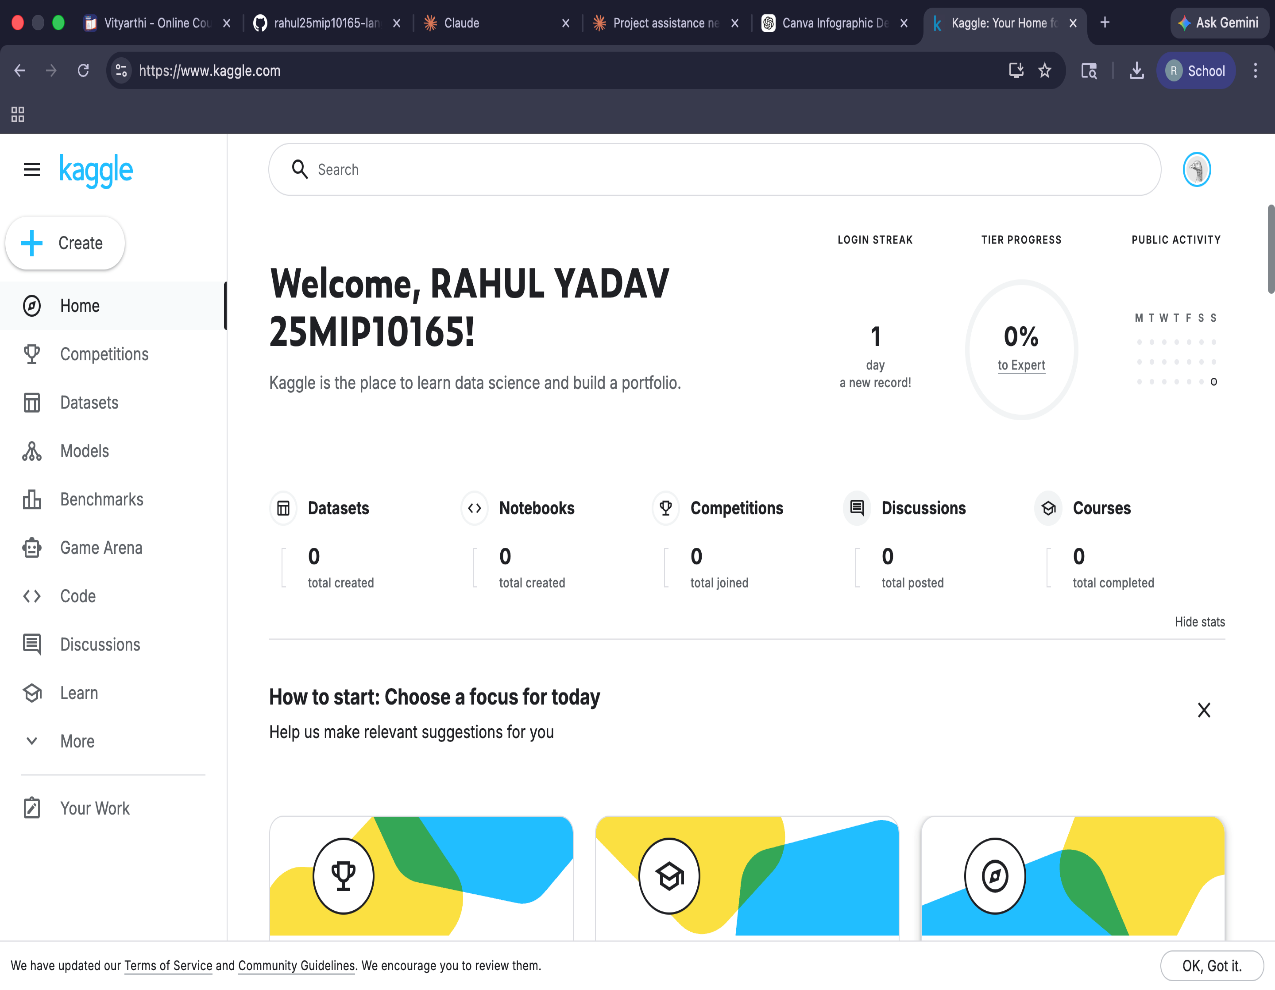 Vityarthi - Online Cou
rahul25mip10165-lan
Claude
Project assistance ne
Canva Infographic De
Kaggle: Your Home fo
Ask Gemini
https://www.kaggle.com
R School
kaggle
Search
Create
Home
Competitions
Datasets
Models
Benchmarks
Game Arena
Code
Discussions
Learn
More
Your Work
LOGIN STREAK
TIER PROGRESS
PUBLIC ACTIVITY
Welcome, RAHUL YADAV
25MIP10165!
Kaggle is the place to learn data science and build a portfolio.
1
day
a new record!
0%
to Expert
M T W T F S S
Datasets
0
total created
Notebooks
0
total created
Competitions
0
total joined
Discussions
0
total posted
Courses
0
total completed
Hide stats
How to start: Choose a focus for today
Help us make relevant suggestions for you
We have updated our Terms of Service and Community Guidelines. We encourage you to review them.
OK, Got it.